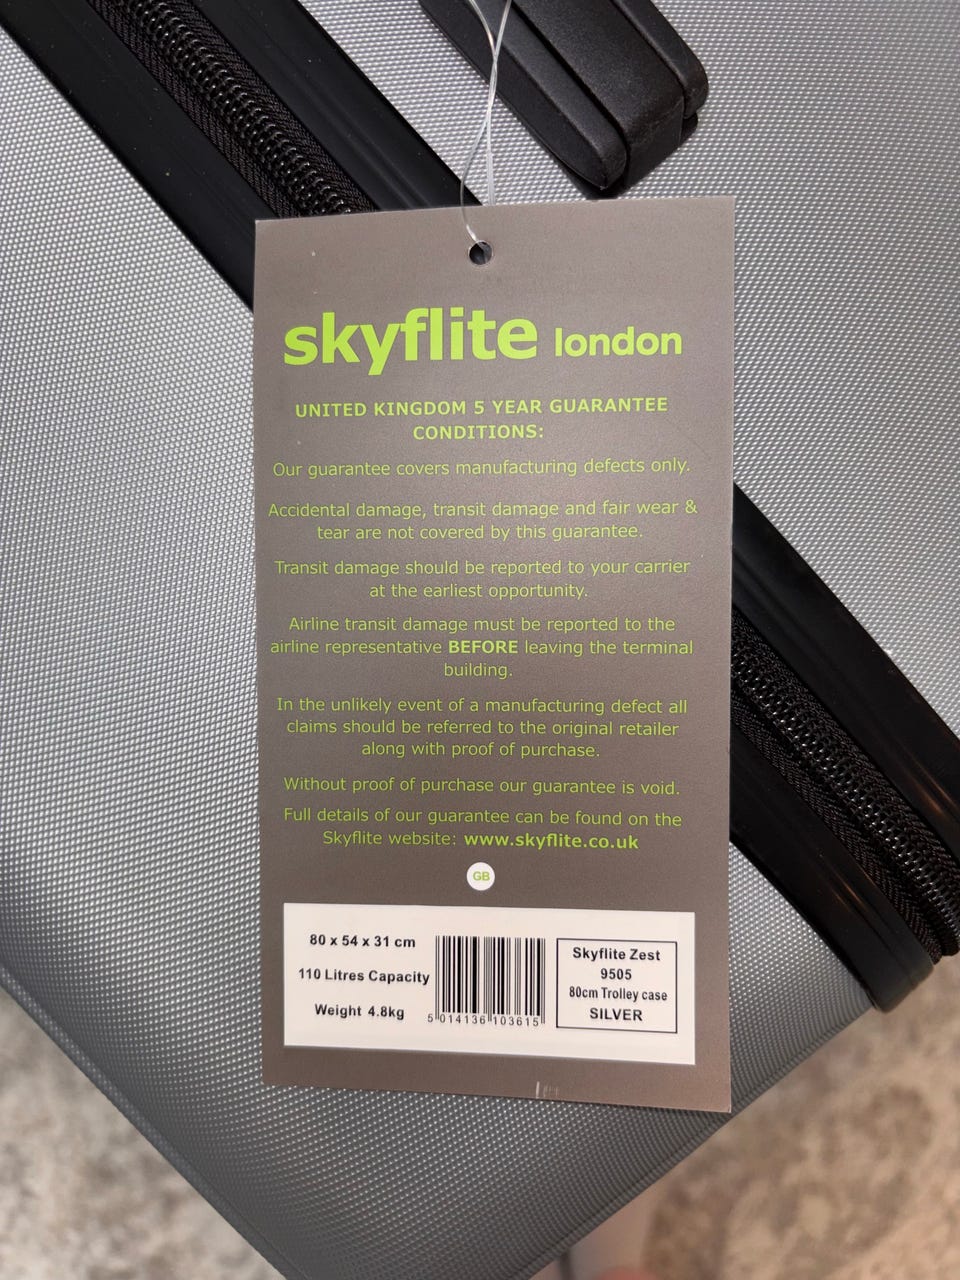 skyflite london
UNITED KINGDOM 5 YEAR GUARANTEE
CONDITIONS:
Our guarantee covers manufacturing defects only.
Accidental damage, transit damage and fair wear &
tear are not covered by this guarantee.
Transit damage should be reported to your carrier
at the earliest opportunity.
Airline transit damage must be reported to the
airline representative BEFORE leaving the terminal
building.
In the unlikely event of a manufacturing defect all
claims should be referred to the original retailer
along with proof of purchase.
Without proof of purchase our guarantee is void.
Full details of our guarantee can be found on the
Skyflite website: www.skyflite.co.uk
GB
80 x 54 x 31 cm
110 Litres Capacity
Weight 4.8kg
5 014136 103615
Skyflite Zest
9505
80cm Trolley case
SILVER